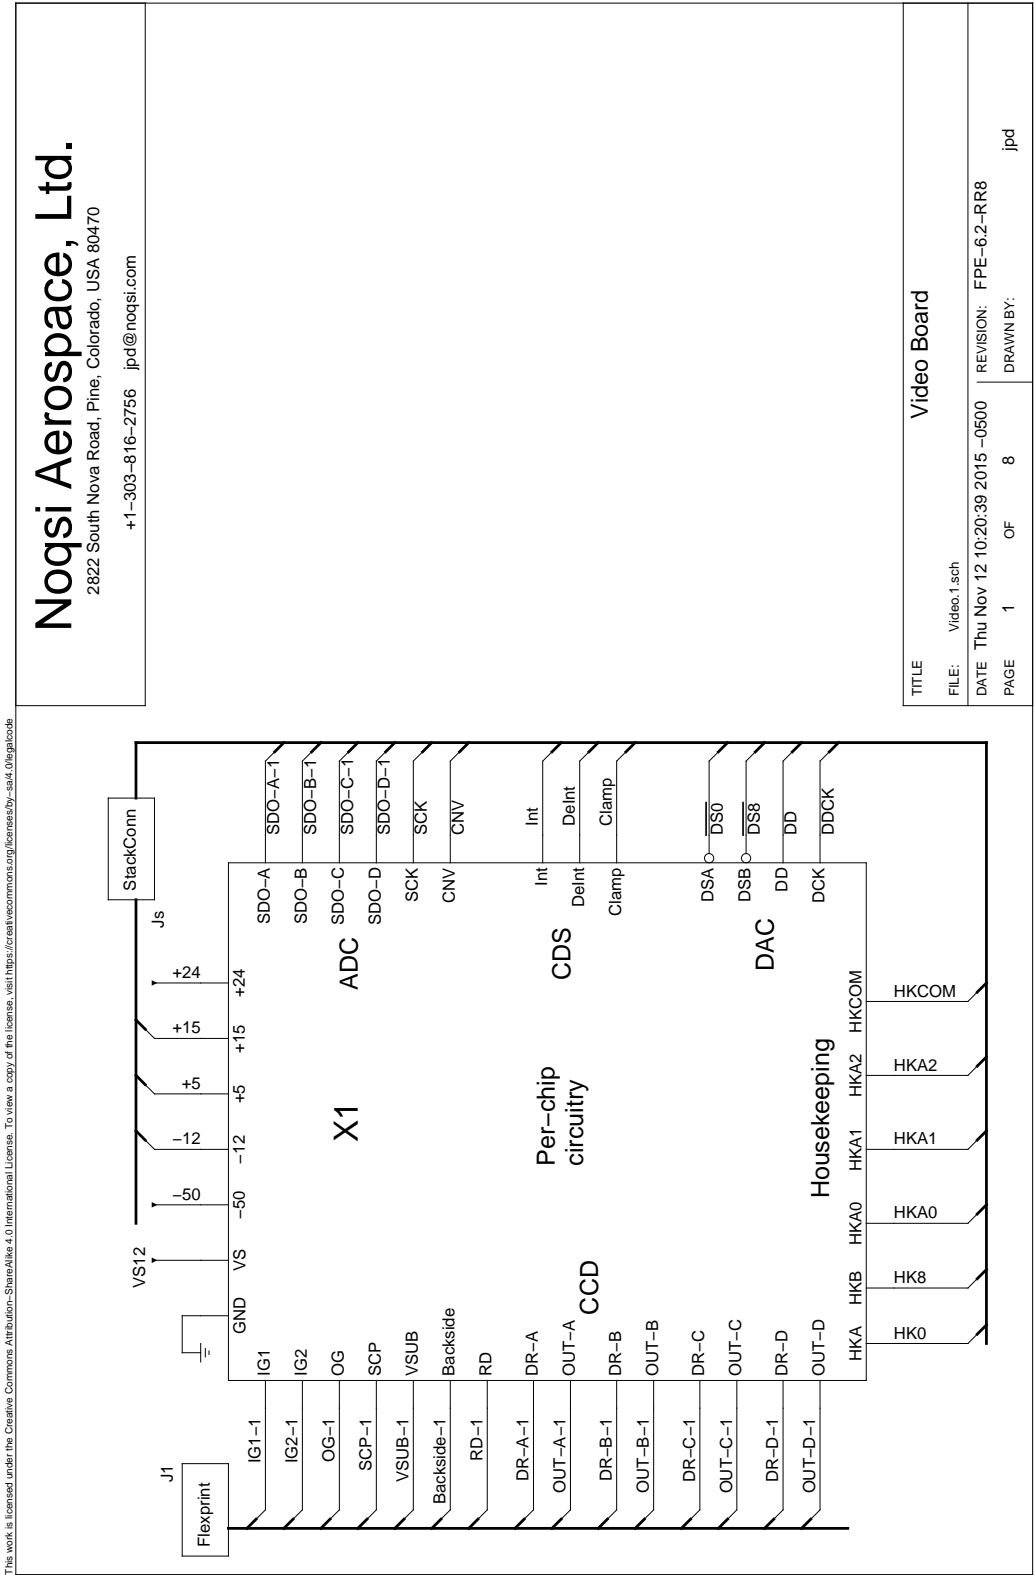 This work is licensed under the Creative Commons Attribution−ShareAlike 4.0 International License. To view a copy of the license, visit https://creativecommons.org/licenses/by−sa/4.0/legalcode
Noqsi Aerospace, Ltd.
2822 South Nova Road, Pine, Colorado, USA 80470
+1−303−816−2756 jpd@noqsi.com
J1
Flexprint
Js
StackConn
VS12
−50
−12
+5
+15
+24
GND
VS
−50
−12
+5
+15
+24
X1
Per−chip
circuitry
ADC
CDS
DAC
CCD
Housekeeping
IG1−1
IG1
IG2−1
IG2
OG−1
OG
SCP−1
SCP
VSUB−1
VSUB
Backside−1
Backside
RD−1
RD
DR−A−1
DR−A
OUT−A−1
OUT−A
DR−B−1
DR−B
OUT−B−1
OUT−B
DR−C−1
DR−C
OUT−C−1
OUT−C
DR−D−1
DR−D
OUT−D−1
OUT−D
SDO−A
SDO−A−1
SDO−B
SDO−B−1
SDO−C
SDO−C−1
SDO−D
SDO−D−1
SCK
SCK
CNV
CNV
Int
Int
DeInt
DeInt
Clamp
Clamp
DSA
DS0
DSB
DS8
DD
DD
DCK
DDCK
HKA
HKB
HKA0
HKA1
HKA2
HKCOM
HK0
HK8
HKA0
HKA1
HKA2
HKCOM
TITLE
Video Board
FILE: Video.1.sch
DATE Thu Nov 12 10:20:39 2015 −0500
REVISION: FPE−6.2−RR8
PAGE 1 OF 8
DRAWN BY: jpd